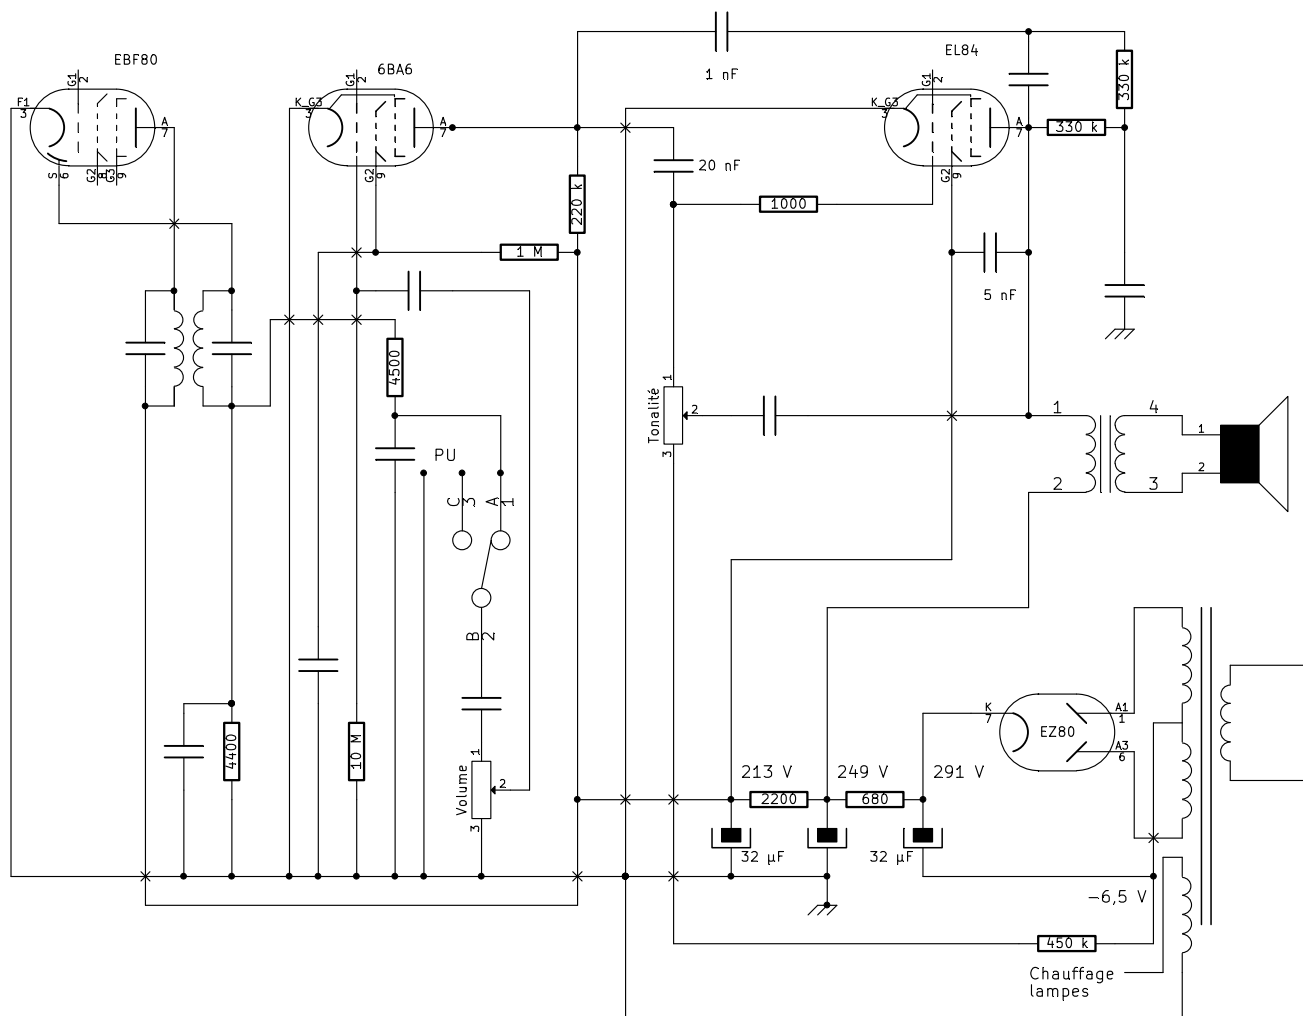 EBF80
6BA6
EL84
1 nF
330 k
G1
2
G1
2
G1
2
F1
3
K_G3
3
K_G3
3
A
7
A
7
A
7
330 k
S
6
G2
8
G3
9
G2
9
G2
9
20 nF
220 k
1000
1 M
5 nF
4500
Tonalité
1
2
3
1
2
4
3
1
2
PU
C
3
A
1
B
2
Volume
1
2
3
4400
10 M
K
7
EZ80
A1
1
A3
6
213 V
249 V
291 V
2200
680
32 µF
32 µF
-6,5 V
450 k
Chauffage
lampes